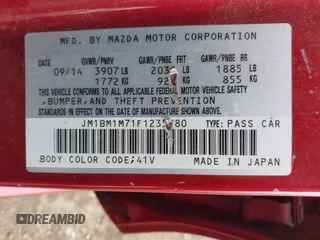 MFD. BY MAZDA MOTOR CORPORATION
GVWR/PNBV GAWR/PNBE FR GAWR/PNBE RR
09/14 3907 LB LB 1885 LB
1772 KG KG 855 KG
THIS VEHICLE CONFORMS TO ALL APPLICABLE
FEDERAL MOTOR VEHICLE SAFETY
,BUMPER,AND THEFT PREVENTION
STANDARDS IN EFFECT ON THE DATE OF MANUFACTURE SHOWN ABOVE.
TYPE: PASS CAR
BODY COLOR CODE:41V MADE IN JAPAN
DREAMBID